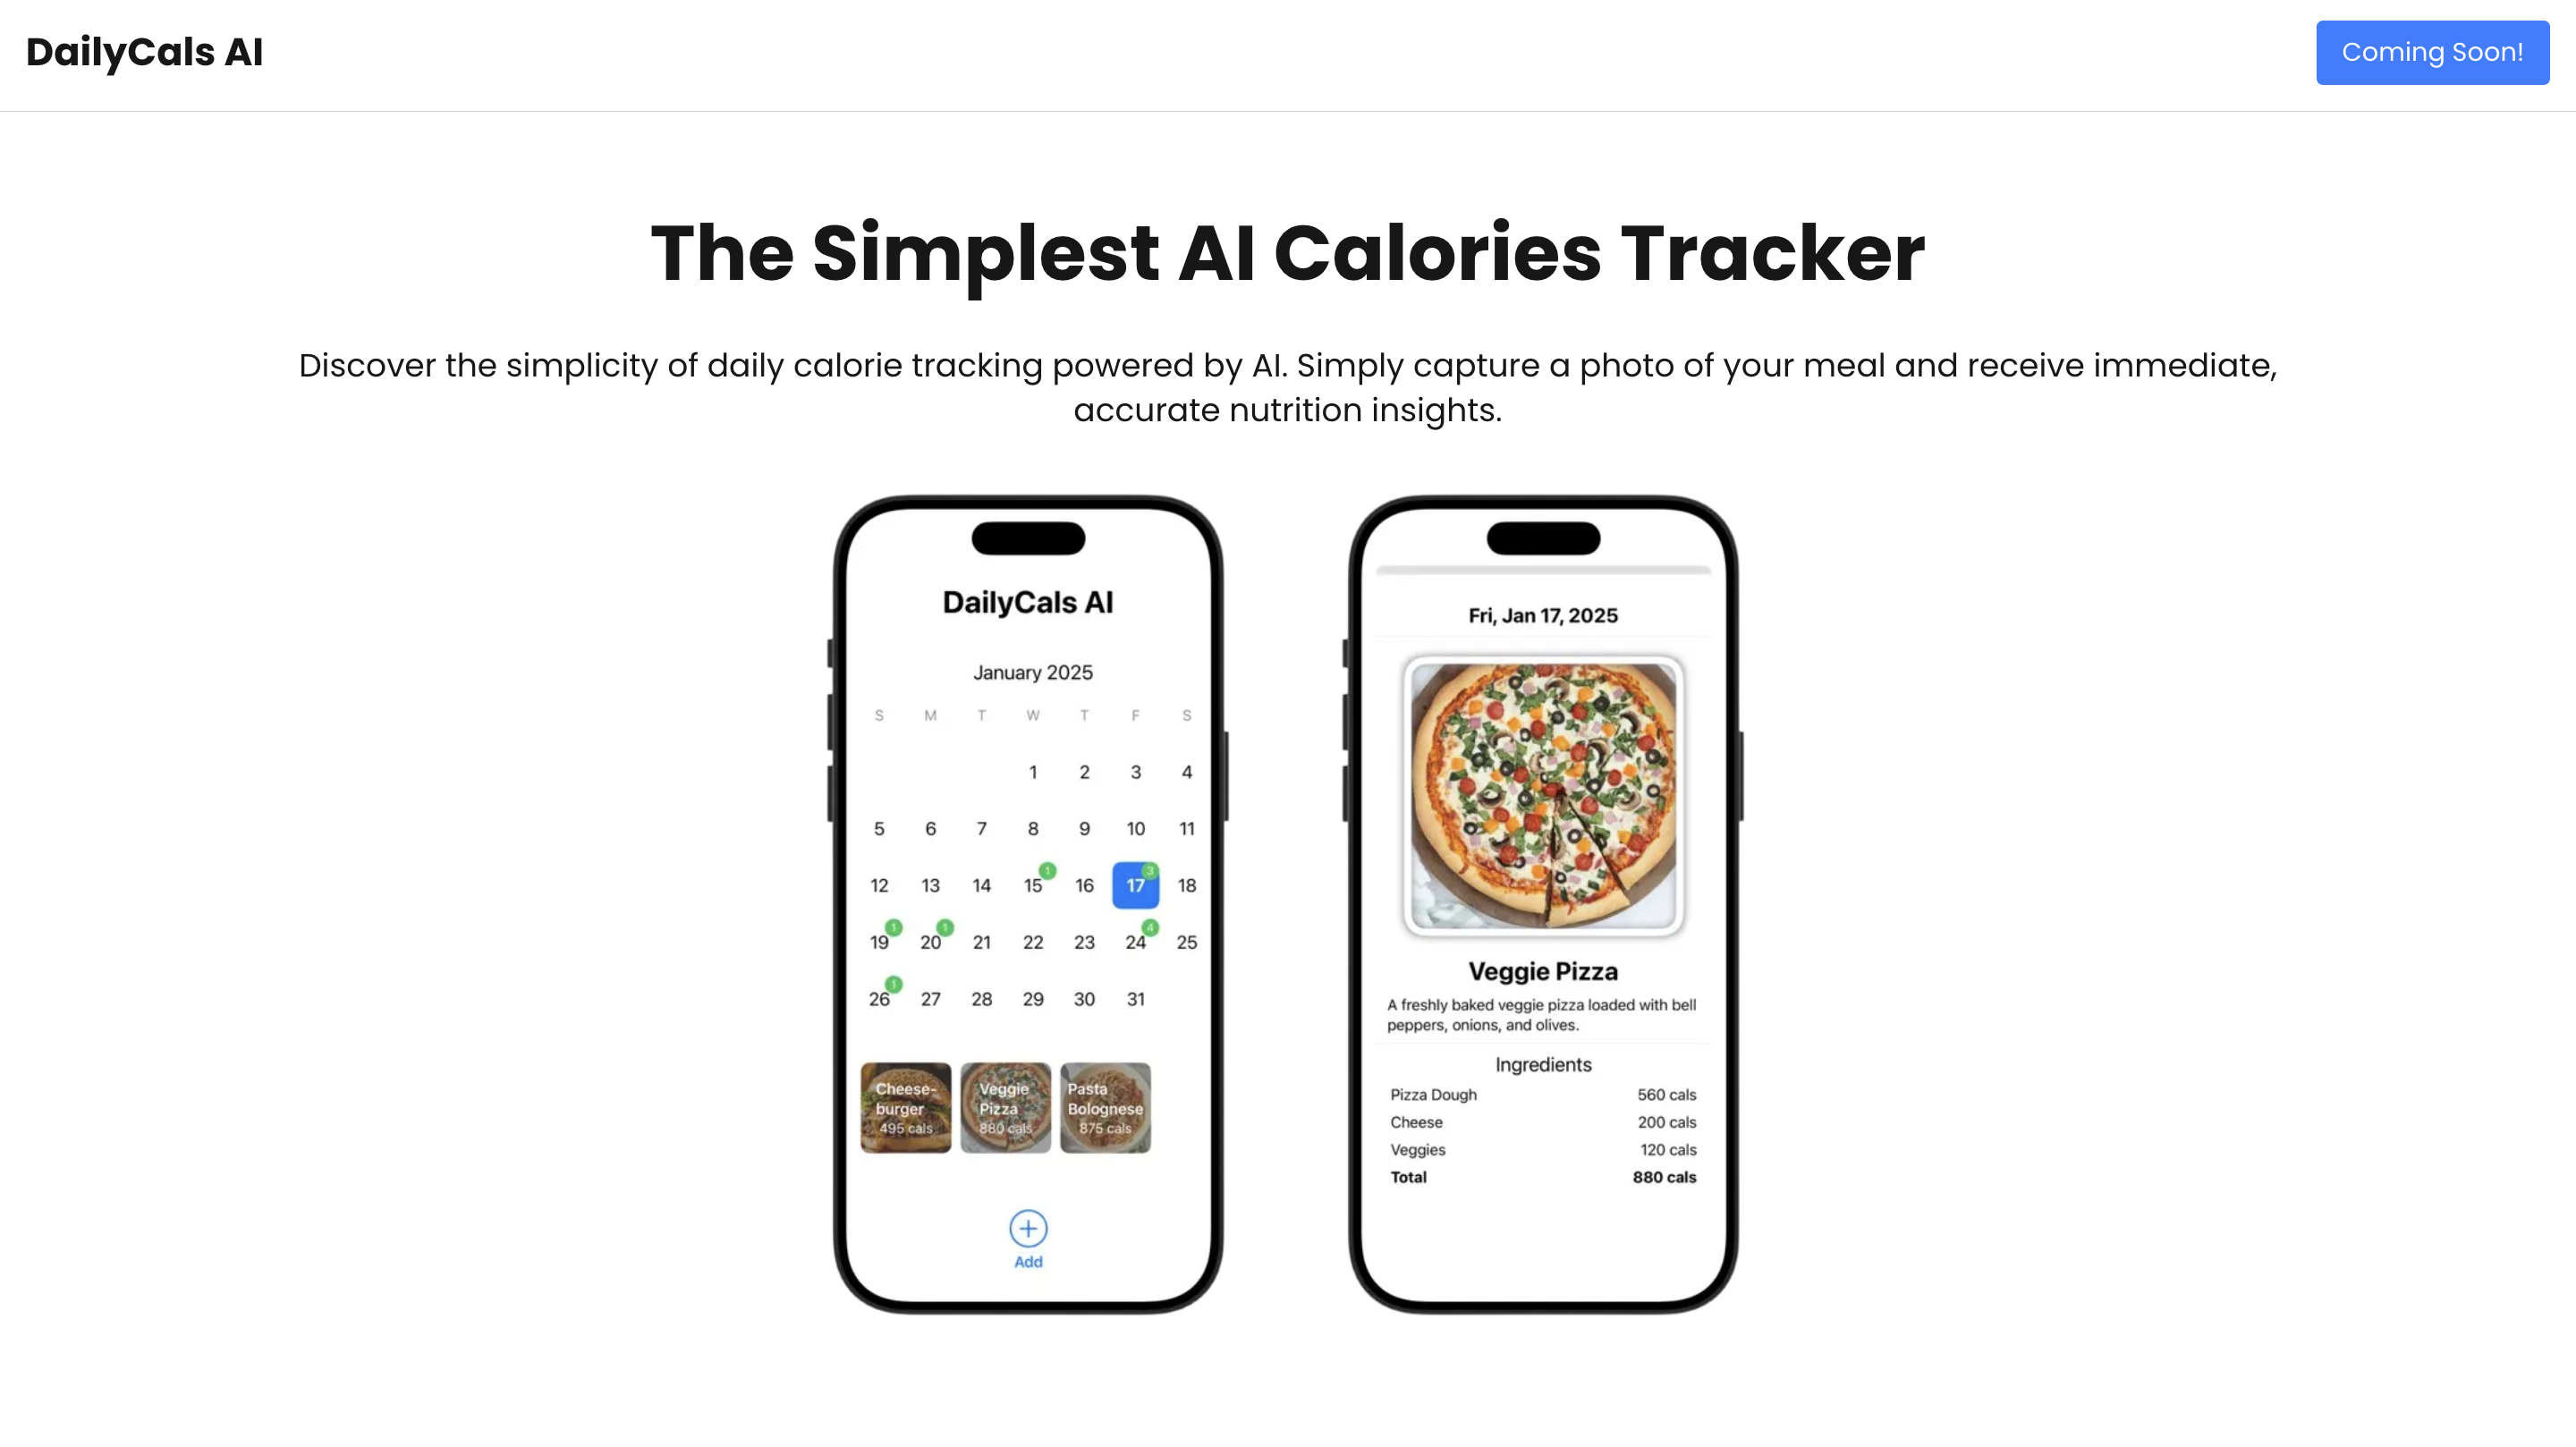 DailyCals AI
Coming Soon!
The Simplest AI Calories Tracker
Discover the simplicity of daily calorie tracking powered by AI. Simply capture a photo of your meal and receive immediate,
accurate nutrition insights.
DailyCals AI
January 2025
S M T W T F S
1 2 3 4
5 6 7 8 9 10 11
12 13 14 15 1 16 17 3 18
19 1 20 1 21 22 23 24 4 25
26 1 27 28 29 30 31
Cheese-
burger
495 cals
Veggie
Pizza
880 cals
Pasta
Bolognese
875 cals
Add
Fri, Jan 17, 2025
Veggie Pizza
A freshly baked veggie pizza loaded with bell
peppers, onions, and olives.
Ingredients
Pizza Dough 560 cals
Cheese 200 cals
Veggies 120 cals
Total 880 cals